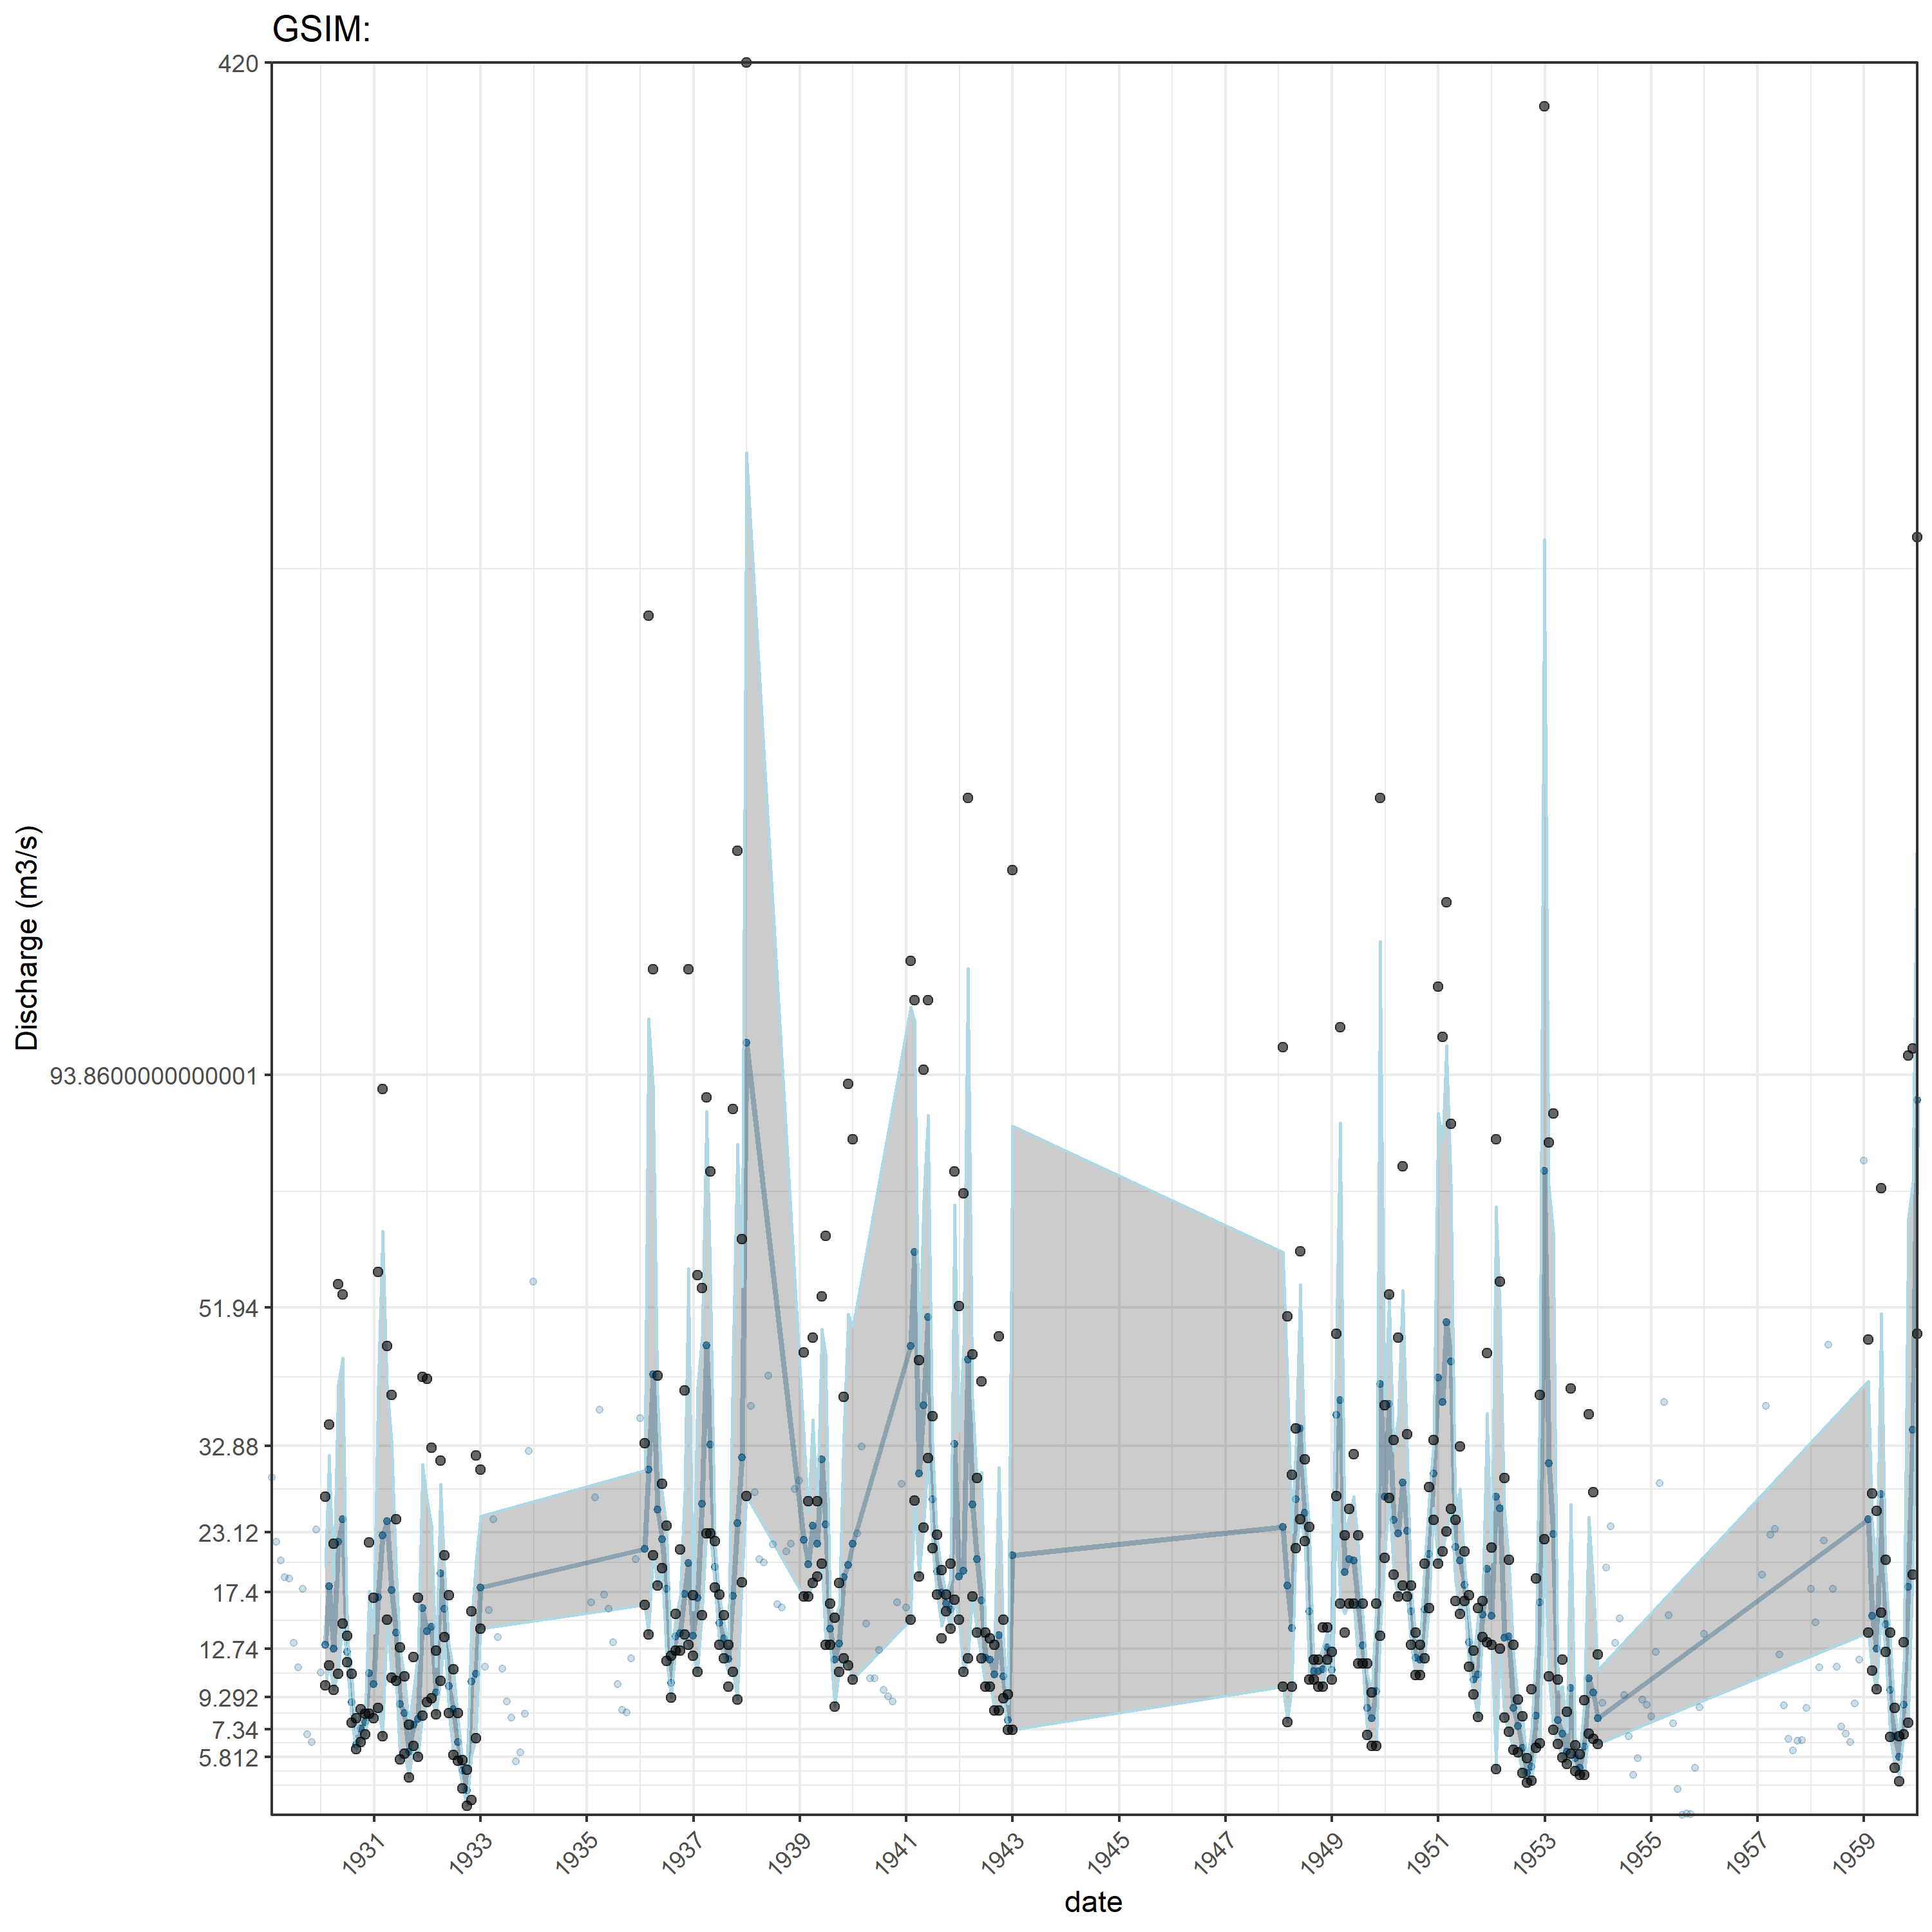 GSIM:
420
93.8600000000001
51.94
32.88
23.12
17.4
12.74
9.292
7.34
5.812
Discharge (m3/s)
1931 1933 1935 1937 1939 1941 1943 1945 1947 1949 1951 1953 1955 1957 1959
date